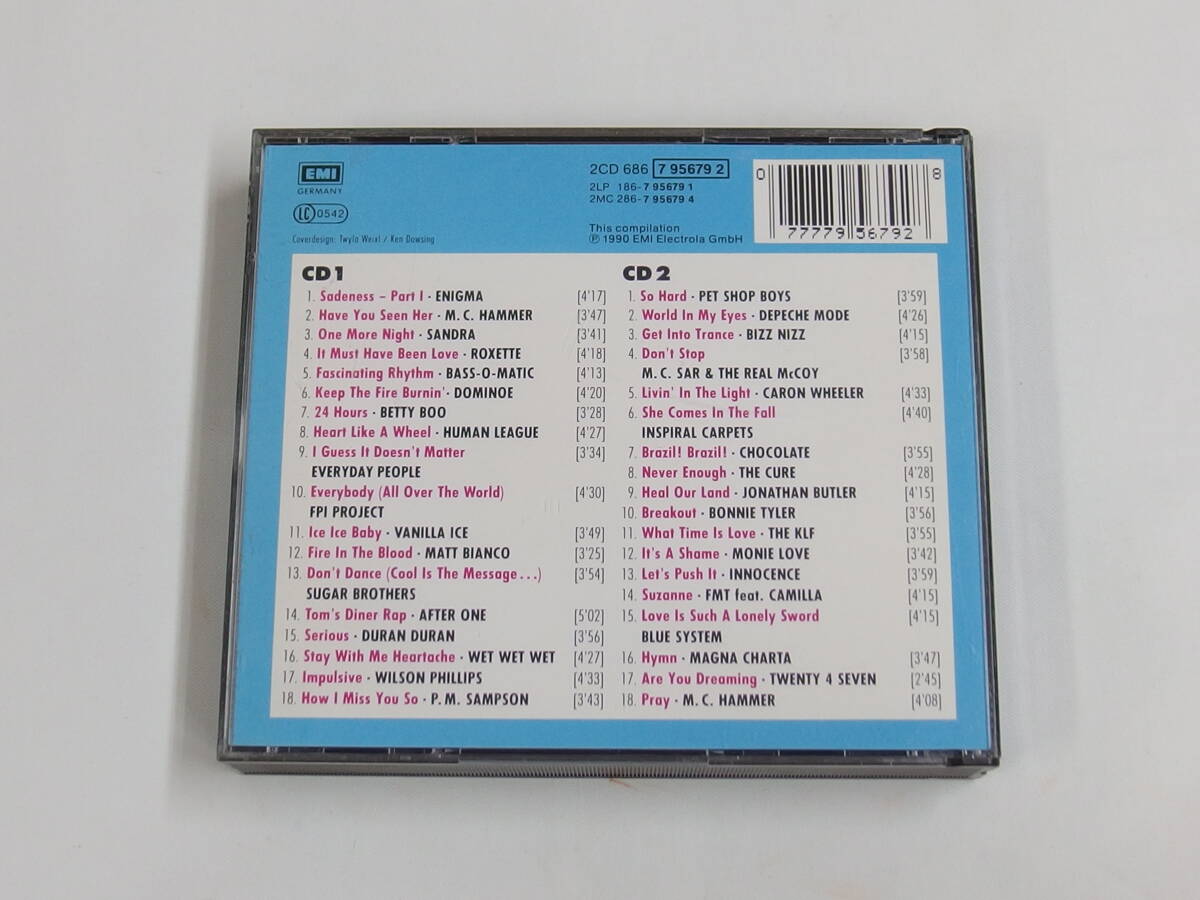 EMI
GERMANY
LC 0542
Coverdesign: Twylo Weixl / Ken Dowsing
2CD 686 7 95679 2
2LP 186-7 95679 1
2MC 286-7 95679 4
This compilation
℗ 1990 EMI Electrola GmbH
0 77779 56792 8
CD 1
1. Sadeness – Part I · ENIGMA [4'17]
2. Have You Seen Her · M. C. HAMMER [3'47]
3. One More Night · SANDRA [3'41]
4. It Must Have Been Love · ROXETTE [4'18]
5. Fascinating Rhythm · BASS-O-MATIC [4'13]
6. Keep The Fire Burnin' · DOMINOE [4'20]
7. 24 Hours · BETTY BOO [3'28]
8. Heart Like A Wheel · HUMAN LEAGUE [4'27]
9. I Guess It Doesn't Matter [3'34]
EVERYDAY PEOPLE
10. Everybody (All Over The World) [4'30]
FPI PROJECT
11. Ice Ice Baby · VANILLA ICE [3'49]
12. Fire In The Blood · MATT BIANCO [3'25]
13. Don't Dance (Cool Is The Message...) [3'54]
SUGAR BROTHERS
14. Tom's Diner Rap · AFTER ONE [5'02]
15. Serious · DURAN DURAN [3'56]
16. Stay With Me Heartache · WET WET WET [4'27]
17. Impulsive · WILSON PHILLIPS [4'33]
18. How I Miss You So · P. M. SAMPSON [3'43]
CD 2
1. So Hard · PET SHOP BOYS [3'59]
2. World In My Eyes · DEPECHE MODE [4'26]
3. Get Into Trance · BIZZ NIZZ [4'15]
4. Don't Stop [3'58]
M. C. SAR & THE REAL McCOY
5. Livin' In The Light · CARON WHEELER [4'33]
6. She Comes In The Fall [4'40]
INSPIRAL CARPETS
7. Brazil! Brazil! · CHOCOLATE [3'55]
8. Never Enough · THE CURE [4'28]
9. Heal Our Land · JONATHAN BUTLER [4'15]
10. Breakout · BONNIE TYLER [3'56]
11. What Time Is Love · THE KLF [3'55]
12. It's A Shame · MONIE LOVE [3'42]
13. Let's Push It · INNOCENCE [3'59]
14. Suzanne · FMT feat. CAMILLA [4'15]
15. Love Is Such A Lonely Sword [4'15]
BLUE SYSTEM
16. Hymn · MAGNA CHARTA [3'47]
17. Are You Dreaming · TWENTY 4 SEVEN [2'45]
18. Pray · M. C. HAMMER [4'08]